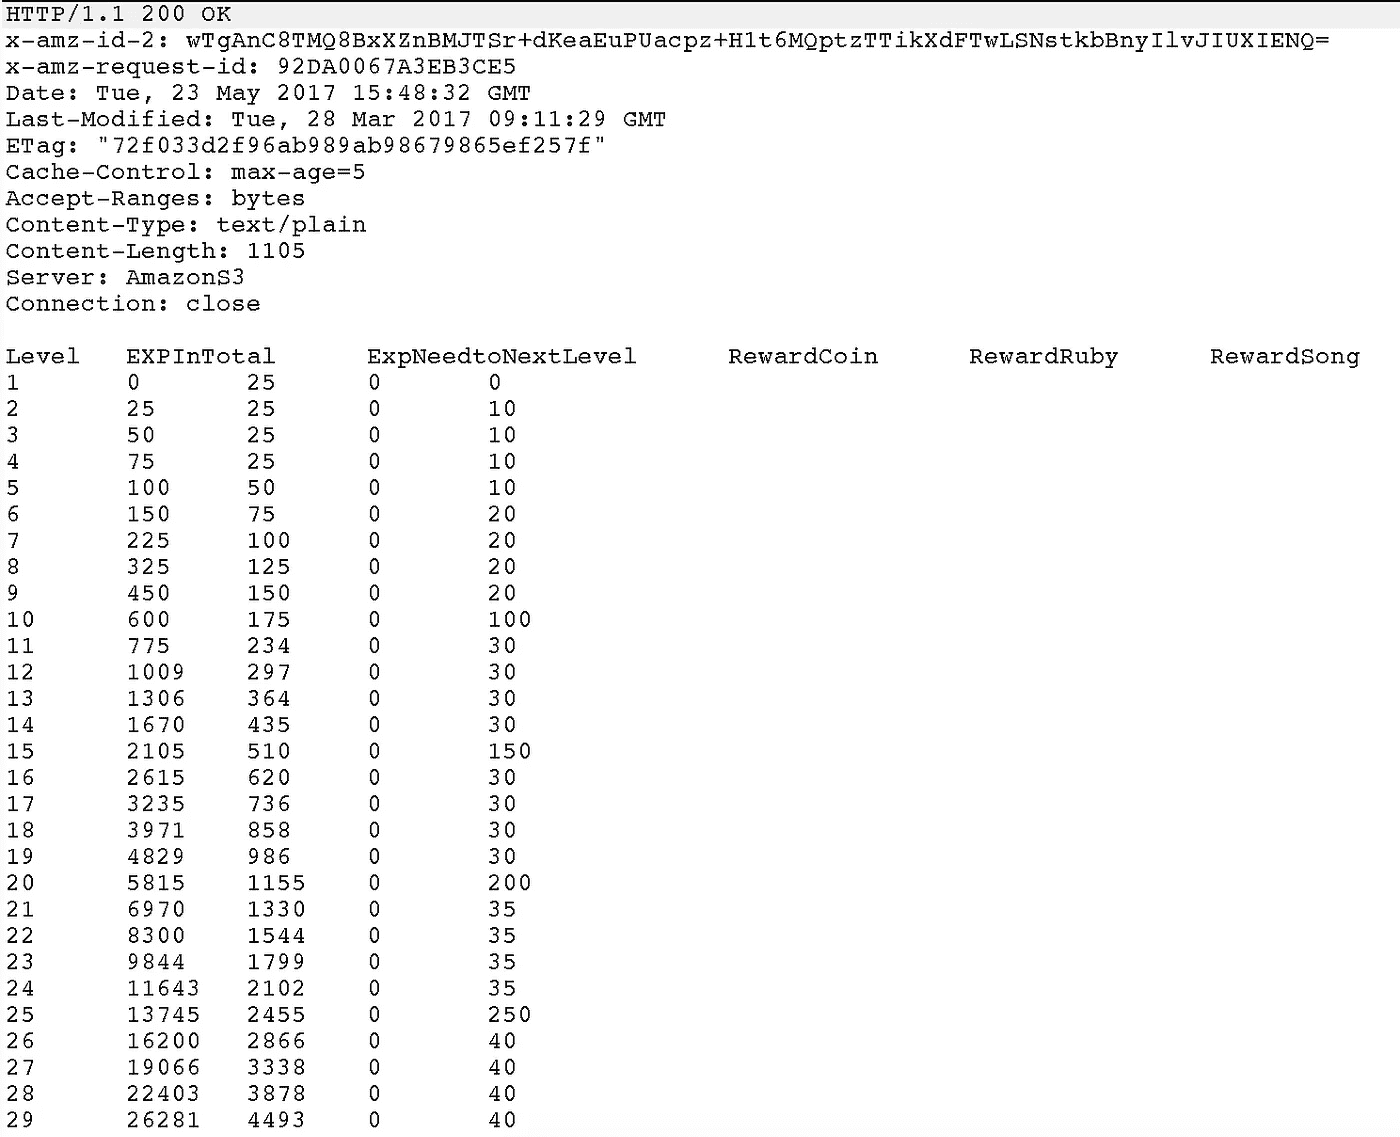 HTTP/1.1 200 OK
x-amz-id-2: wTgAnC8TMQ8BxXZnBMJTSr+dKeaEuPUacpz+H1t6MQptzTTikXdFTwLSNstkbBnyIlvJIUXIENQ=
x-amz-request-id: 92DA0067A3EB3CE5
Date: Tue, 23 May 2017 15:48:32 GMT
Last-Modified: Tue, 28 Mar 2017 09:11:29 GMT
ETag: "72f033d2f96ab989ab98679865ef257f"
Cache-Control: max-age=5
Accept-Ranges: bytes
Content-Type: text/plain
Content-Length: 1105
Server: AmazonS3
Connection: close
Level EXPInTotal ExpNeedtoNextLevel RewardCoin RewardRuby RewardSong
1 0 25 0 0
2 25 25 0 10
3 50 25 0 10
4 75 25 0 10
5 100 50 0 10
6 150 75 0 20
7 225 100 0 20
8 325 125 0 20
9 450 150 0 20
10 600 175 0 100
11 775 234 0 30
12 1009 297 0 30
13 1306 364 0 30
14 1670 435 0 30
15 2105 510 0 150
16 2615 620 0 30
17 3235 736 0 30
18 3971 858 0 30
19 4829 986 0 30
20 5815 1155 0 200
21 6970 1330 0 35
22 8300 1544 0 35
23 9844 1799 0 35
24 11643 2102 0 35
25 13745 2455 0 250
26 16200 2866 0 40
27 19066 3338 0 40
28 22403 3878 0 40
29 26281 4493 0 40